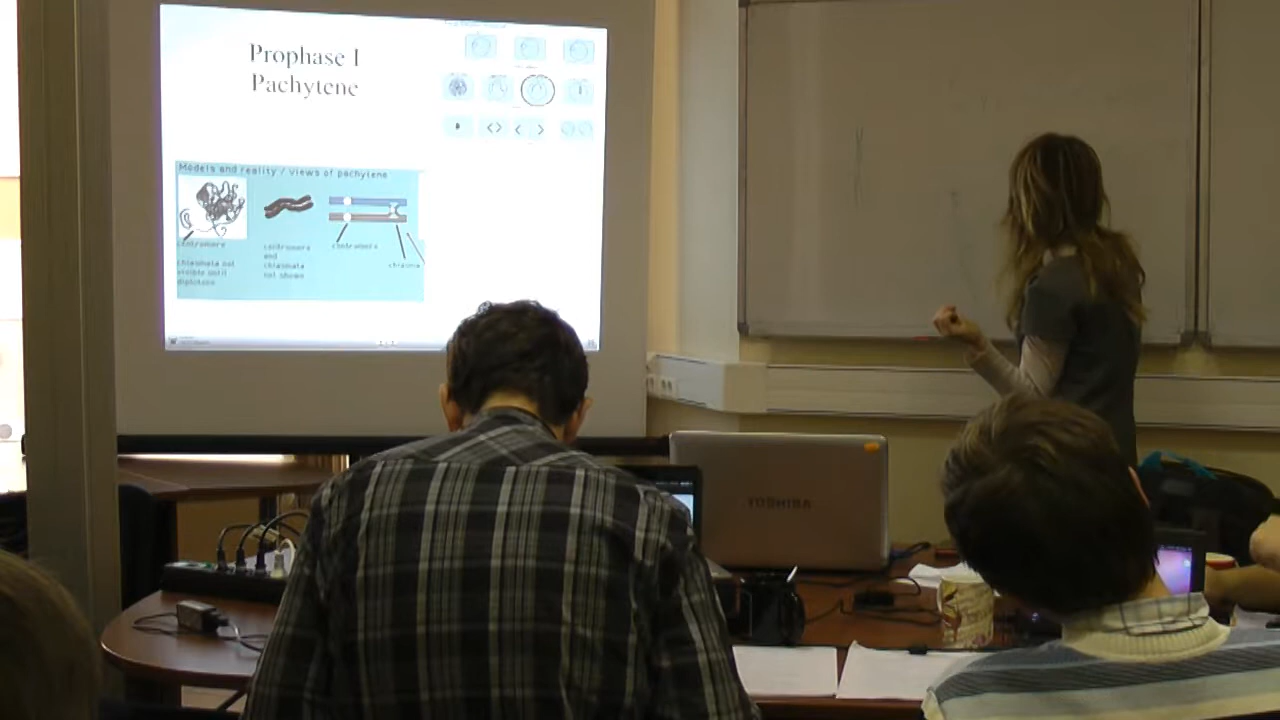 Prophase I
Pachytene
Models and reality / views of pachytene
centromere
chiasmata not
visible until
diplotene
centromere
and
chiasmata
not shown
centromere
chiasma
TOSHIBA